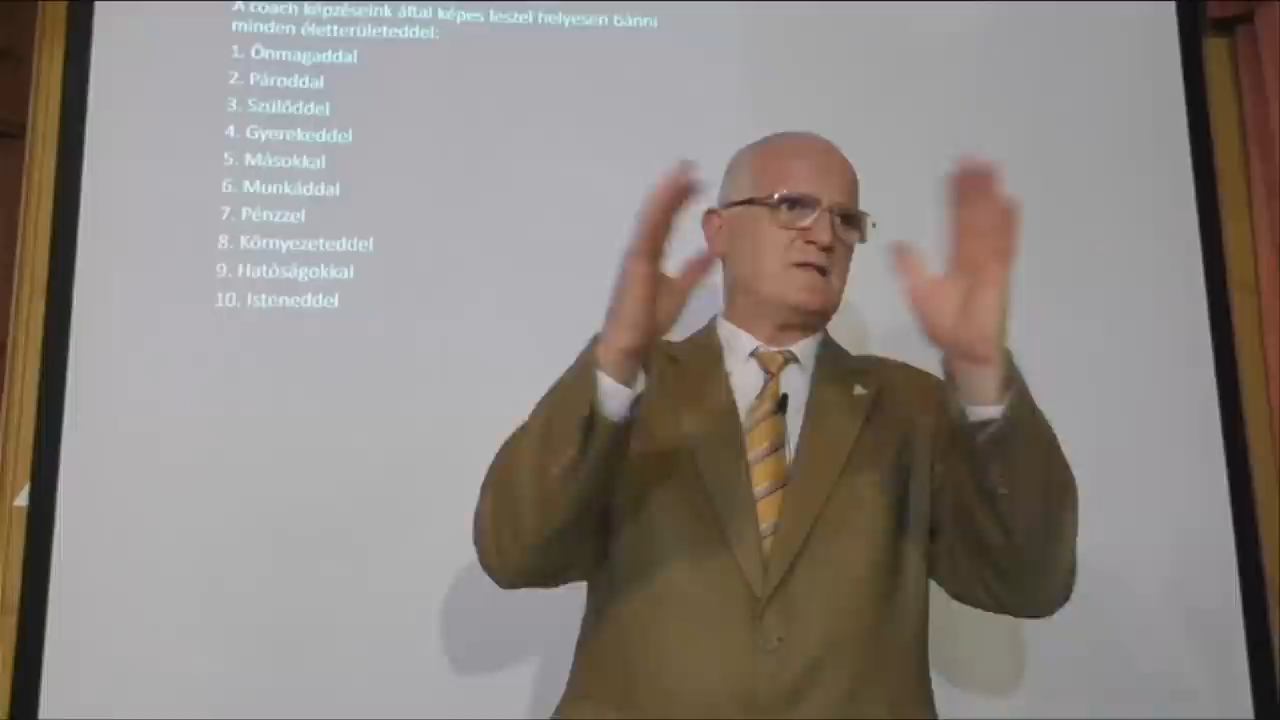 A coach képzéseink által képes leszel helyesen bánni
minden életterületeddel:
1. Önmagaddal
2. Pároddal
3. Szülőddel
4. Gyerekeddel
5. Másokkal
6. Munkáddal
7. Pénzzel
8. Környezeteddel
9. Hatóságokkal
10. Isteneddel